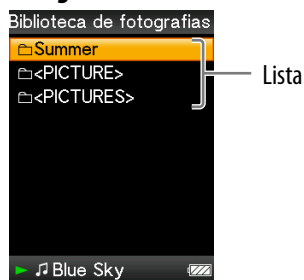 Biblioteca de fotografias
Summer
<PICTURE>
<PICTURES>
Lista
Blue Sky